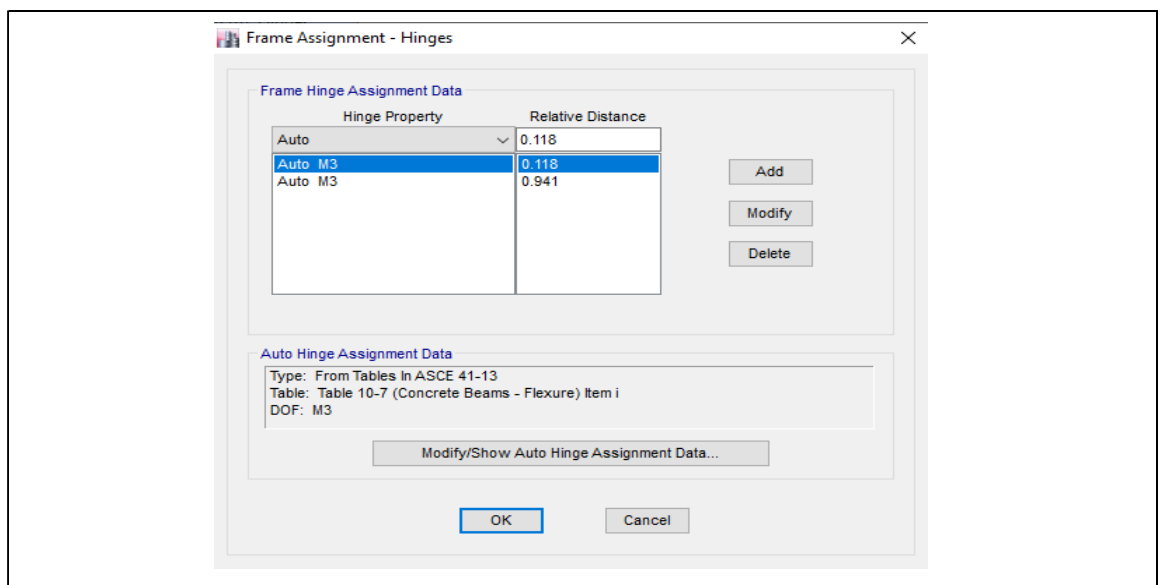 Frame Assignment - Hinges
Frame Hinge Assignment Data
Hinge Property Relative Distance
Auto 0.118
Auto M3 0.118
Auto M3 0.941
Add
Modify
Delete
Auto Hinge Assignment Data
Type: From Tables In ASCE 41-13
Table: Table 10-7 (Concrete Beams - Flexure) Item i
DOF: M3
Modify/Show Auto Hinge Assignment Data...
OK Cancel